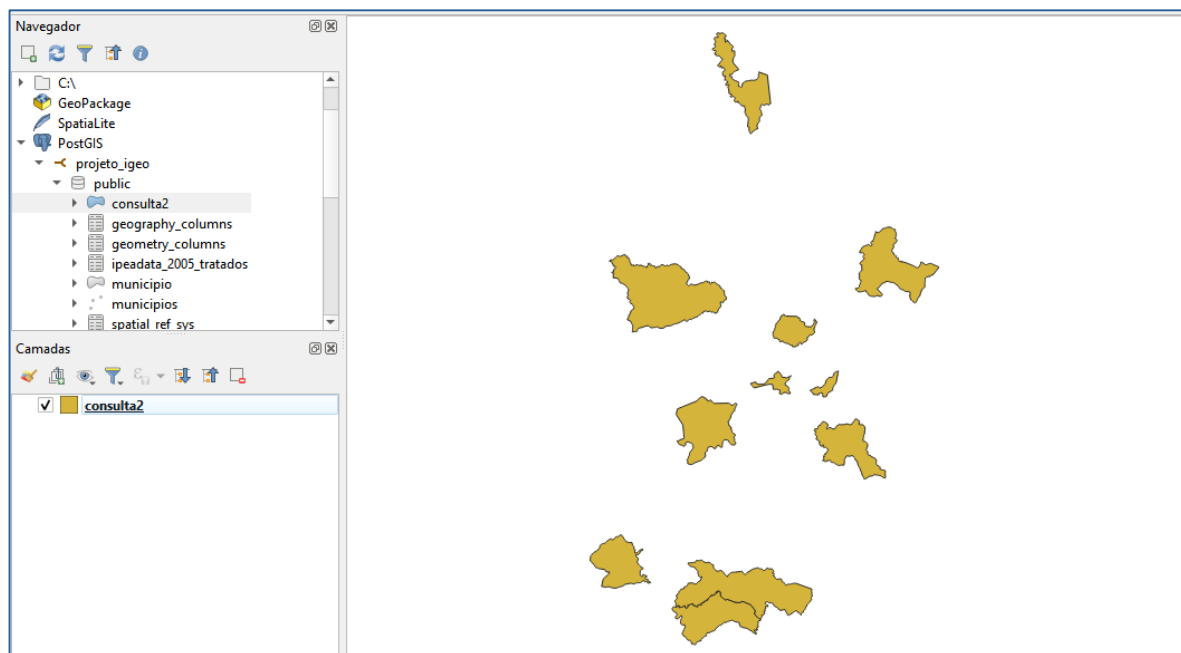 Navegador
C:\
GeoPackage
SpatiaLite
PostGIS
projeto_igeo
public
consulta2
geography_columns
geometry_columns
ipeadata_2005_tratados
municipio
municipios
spatial_ref_sys
Camadas
consulta2